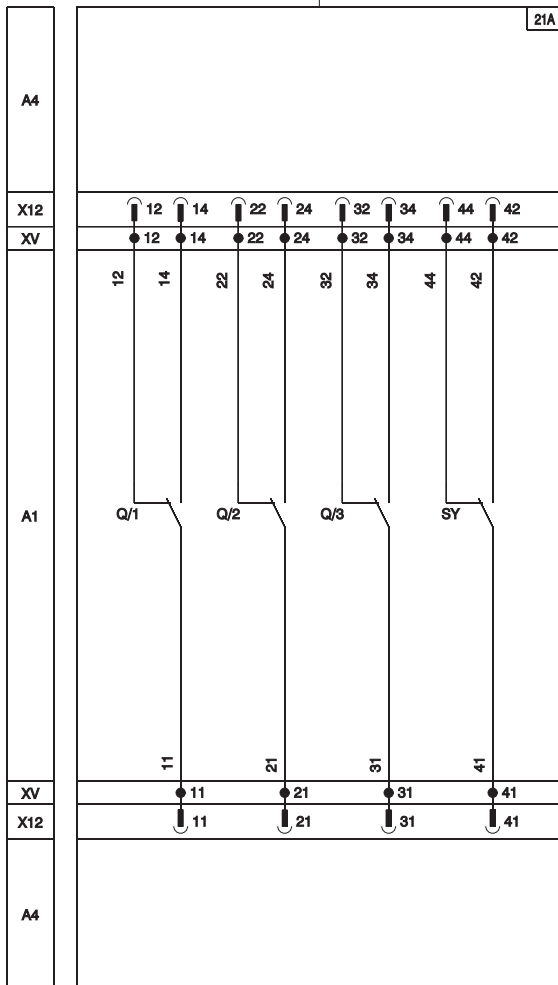 21A
A4
X12 12 14 22 24 32 34 44 42
XV 12 14 22 24 32 34 44 42
12 14 22 24 32 34 44 42
A1 Q/1 Q/2 Q/3 SY
11 21 31 41
XV 11 21 31 41
X12 11 21 31 41
A4